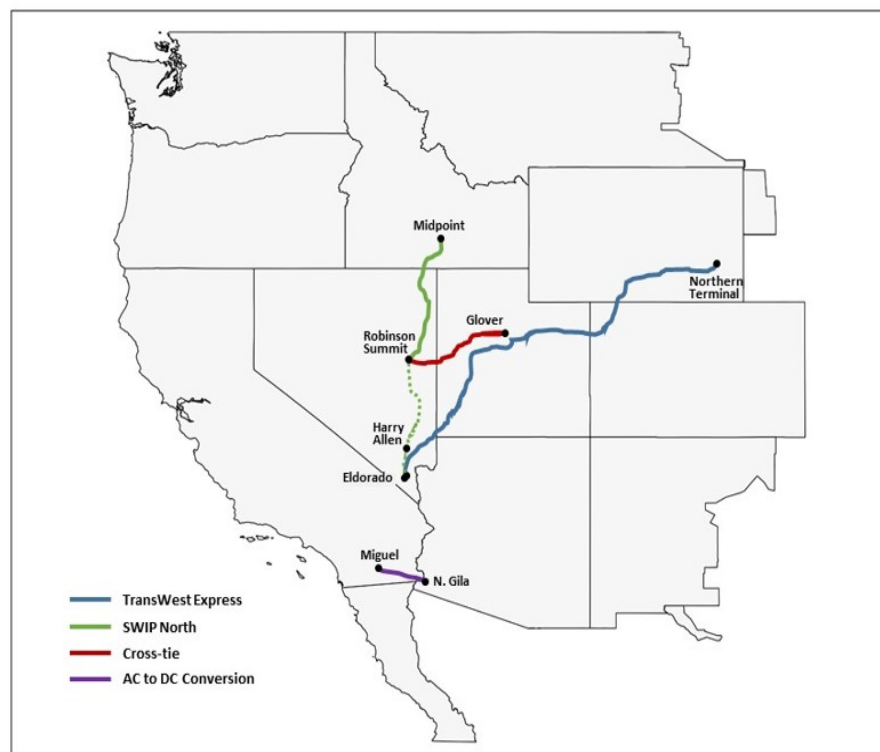 Midpoint
Northern
Terminal
Glover
Robinson
Summit
Harry
Allen
Eldorado
Miguel
N. Gila
TransWest Express
SWIP North
Cross-tie
AC to DC Conversion